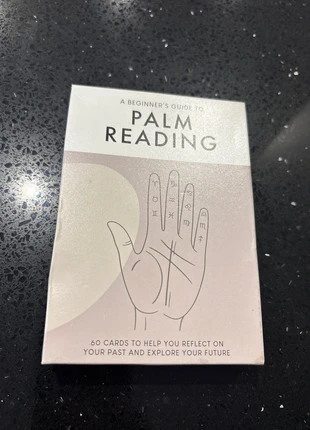 A BEGINNER'S GUIDE TO
PALM
READING
60 CARDS TO HELP YOU REFLECT ON
YOUR PAST AND EXPLORE YOUR FUTURE